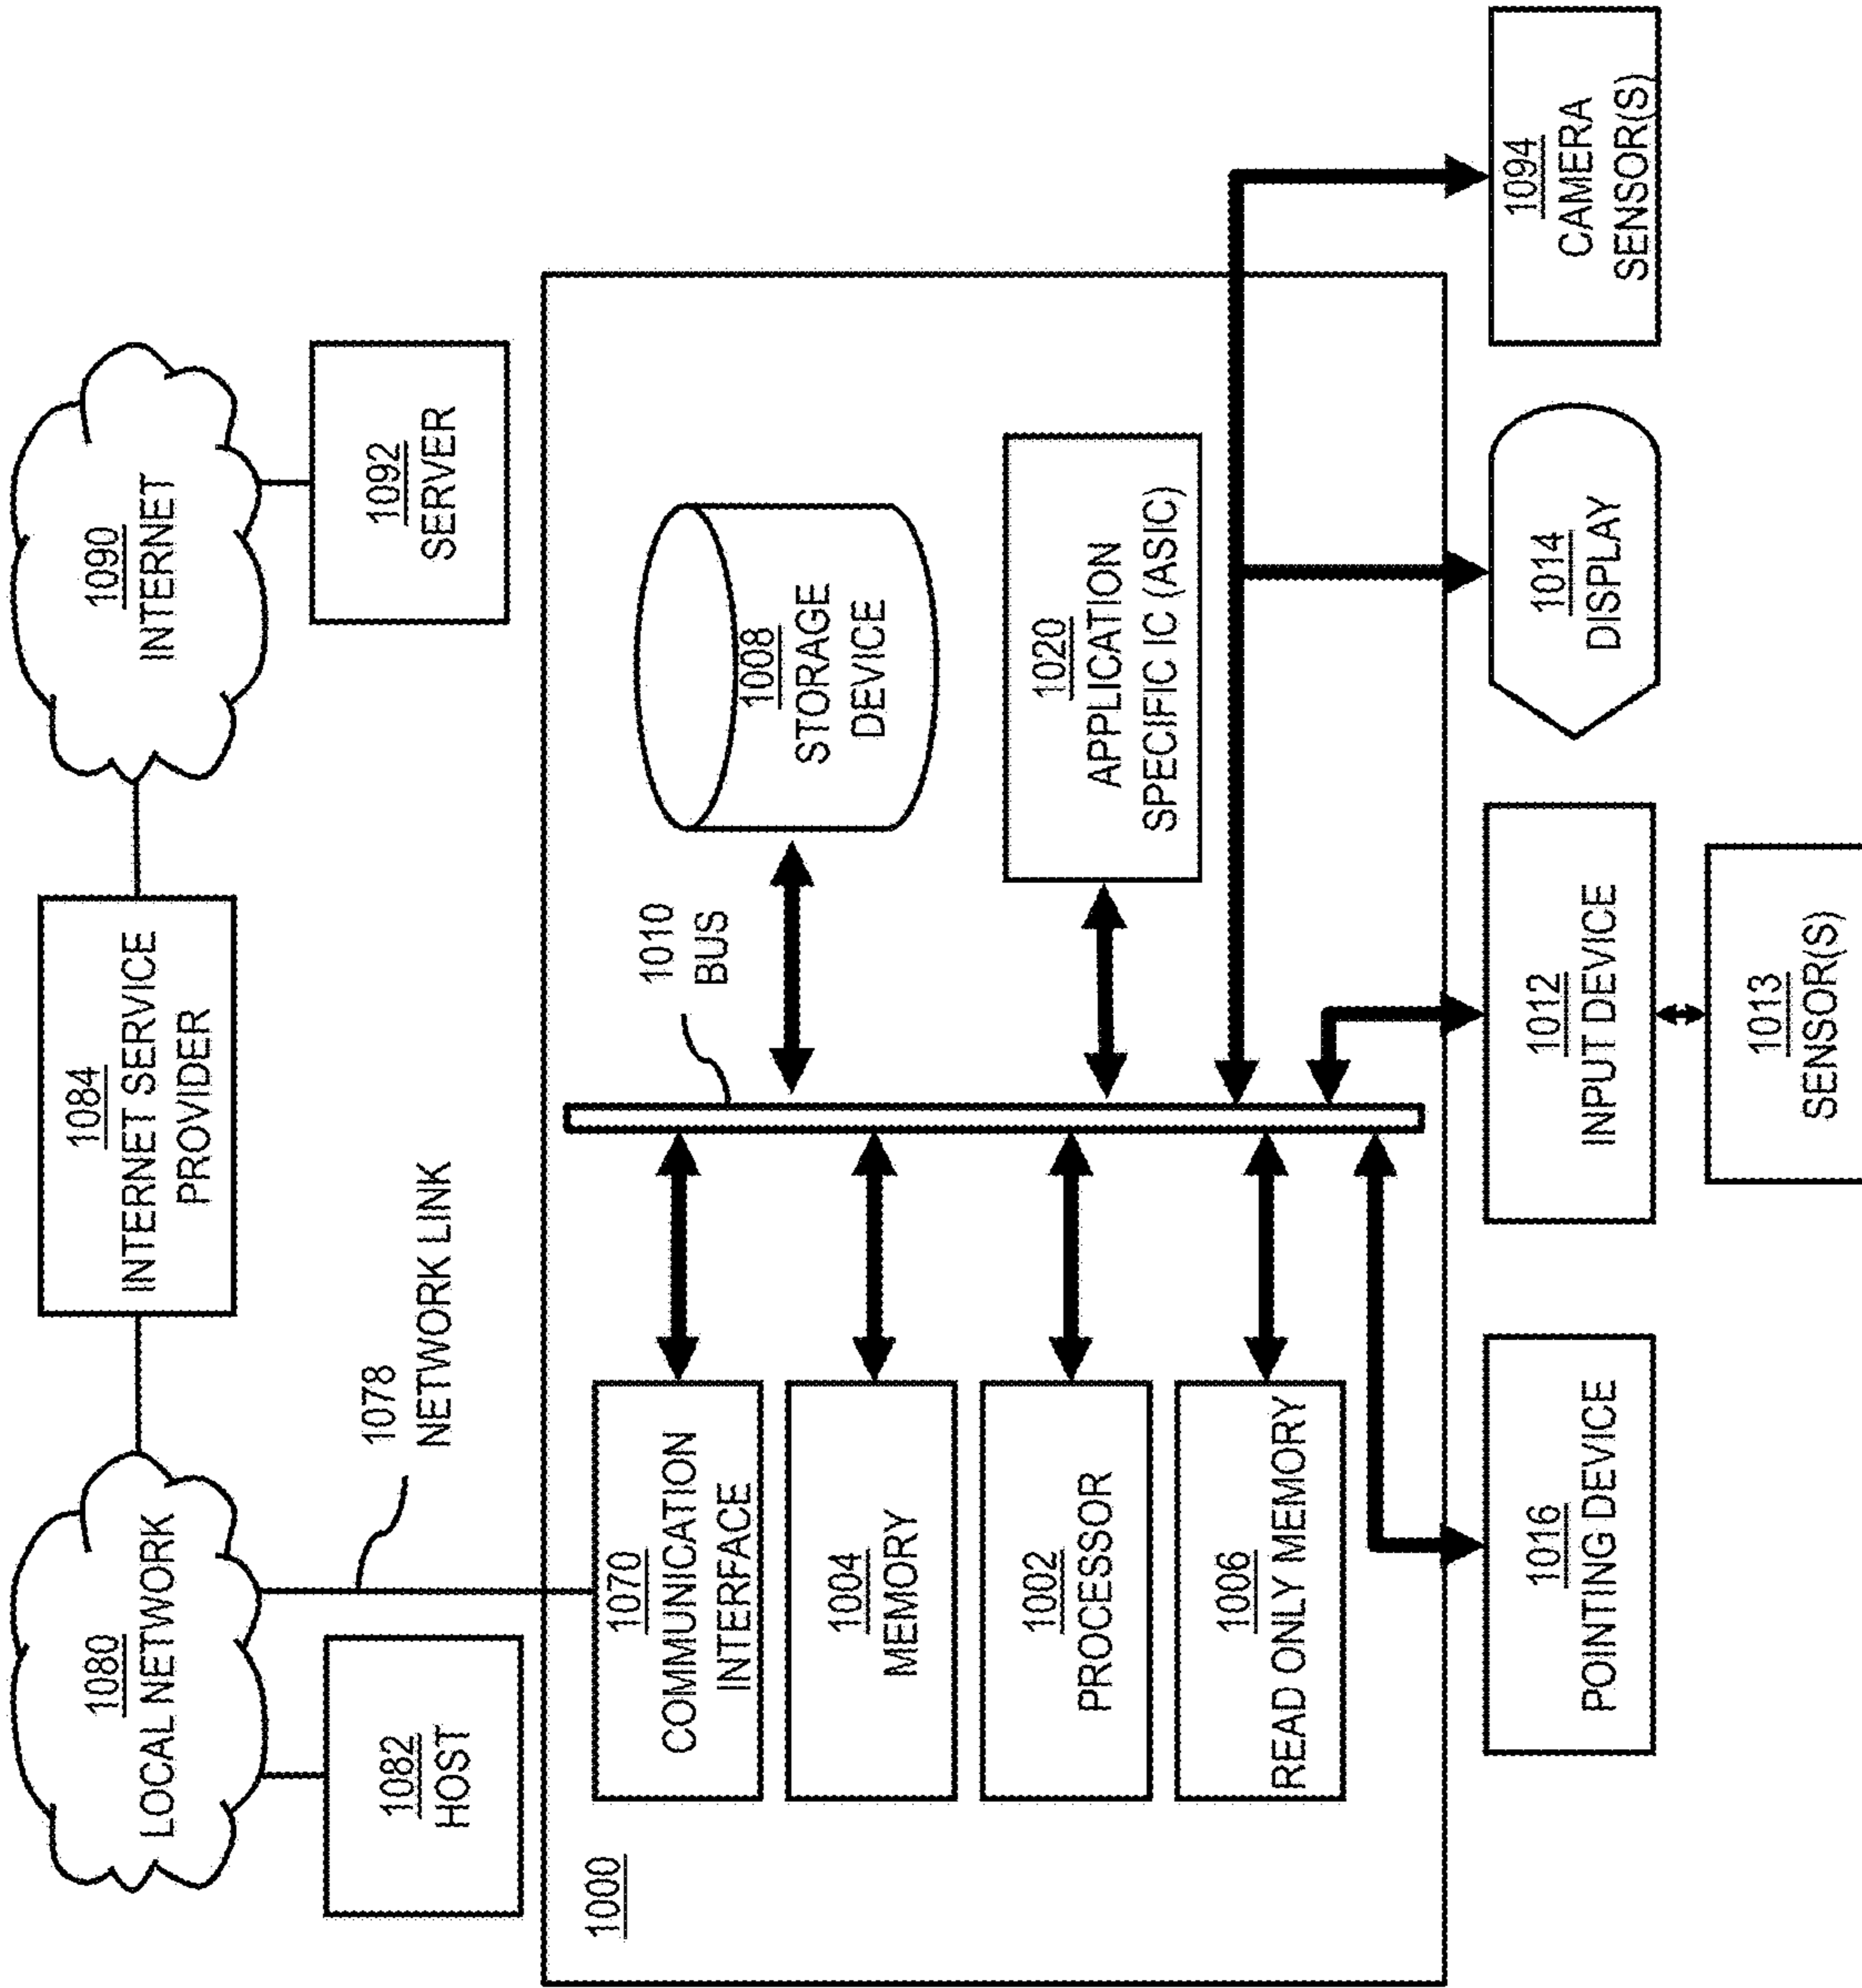 1080
LOCAL NETWORK
1084
INTERNET SERVICE
PROVIDER
1090
INTERNET
1082
HOST
1078
NETWORK LINK
1092
SERVER
1000
1070
COMMUNICATION
INTERFACE
1010
BUS
1008
STORAGE
DEVICE
1004
MEMORY
1002
PROCESSOR
1020
APPLICATION
SPECIFIC IC (ASIC)
1006
READ ONLY MEMORY
1016
POINTING DEVICE
1012
INPUT DEVICE
1014
DISPLAY
1094
CAMERA
SENSOR(S)
1013
SENSOR(S)